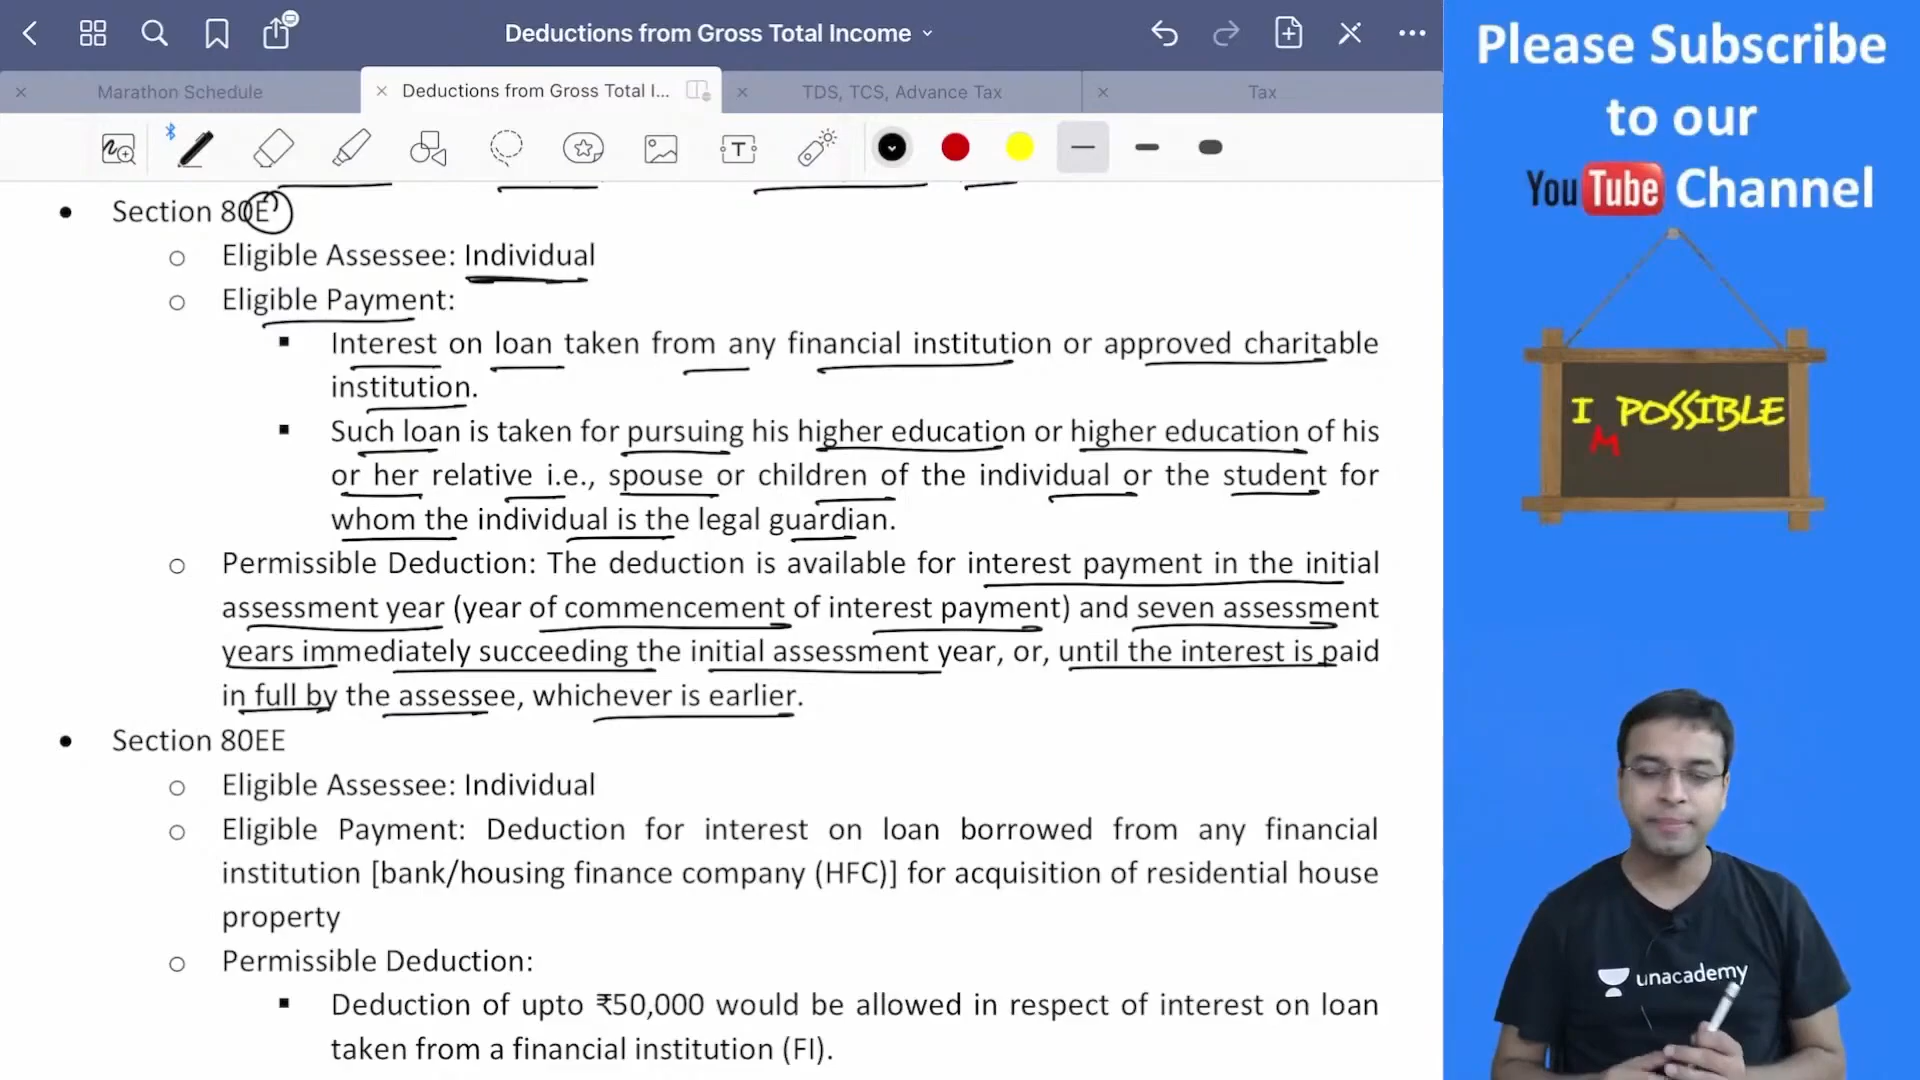 Deductions from Gross Total Income
Marathon Schedule
Deductions from Gross Total I...
TDS, TCS, Advance Tax
Tax
• Section 80E
o Eligible Assessee: Individual
o Eligible Payment:
▪ Interest on loan taken from any financial institution or approved charitable
institution.
▪ Such loan is taken for pursuing his higher education or higher education of his
or her relative i.e., spouse or children of the individual or the student for
whom the individual is the legal guardian.
o Permissible Deduction: The deduction is available for interest payment in the initial
assessment year (year of commencement of interest payment) and seven assessment
years immediately succeeding the initial assessment year, or, until the interest is paid
in full by the assessee, whichever is earlier.
• Section 80EE
o Eligible Assessee: Individual
o Eligible Payment: Deduction for interest on loan borrowed from any financial
institution [bank/housing finance company (HFC)] for acquisition of residential house
property
o Permissible Deduction:
▪ Deduction of upto ₹50,000 would be allowed in respect of interest on loan
taken from a financial institution (FI).
Please Subscribe
to our
YouTube Channel
I POSSIBLE
M
unacademy